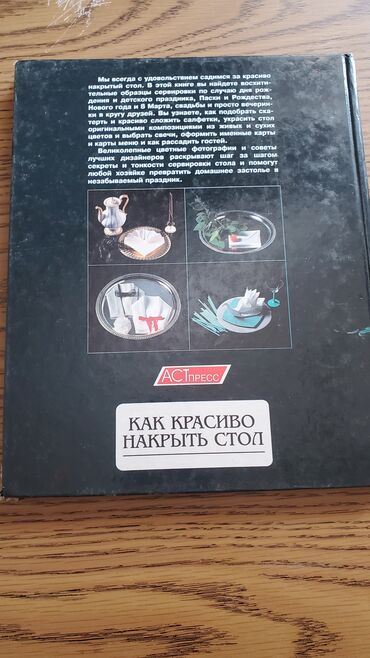 Мы всегда с удовольствием садимся за красиво
накрытый стол. В этой книге вы найдете восхити-
тельные образцы сервировки по случаю дня рож-
дения и детского праздника, Пасхи и Рождества,
Нового года и 8 Марта, свадьбы и просто вечерин-
ки в кругу друзей. Вы узнаете, как подобрать ска-
терть и красиво сложить салфетки, украсить стол
оригинальными композициями из живых и сухих
цветов и выбрать свечи, оформить именные карты
и карты меню и как рассадить гостей.
Великолепные цветные фотографии и советы
лучших дизайнеров раскрывают шаг за шагом
секреты и тонкости сервировки стола и помогут
любой хозяйке превратить домашнее застолье в
незабываемый праздник.
АСТ ПРЕСС
КАК КРАСИВО
НАКРЫТЬ СТОЛ